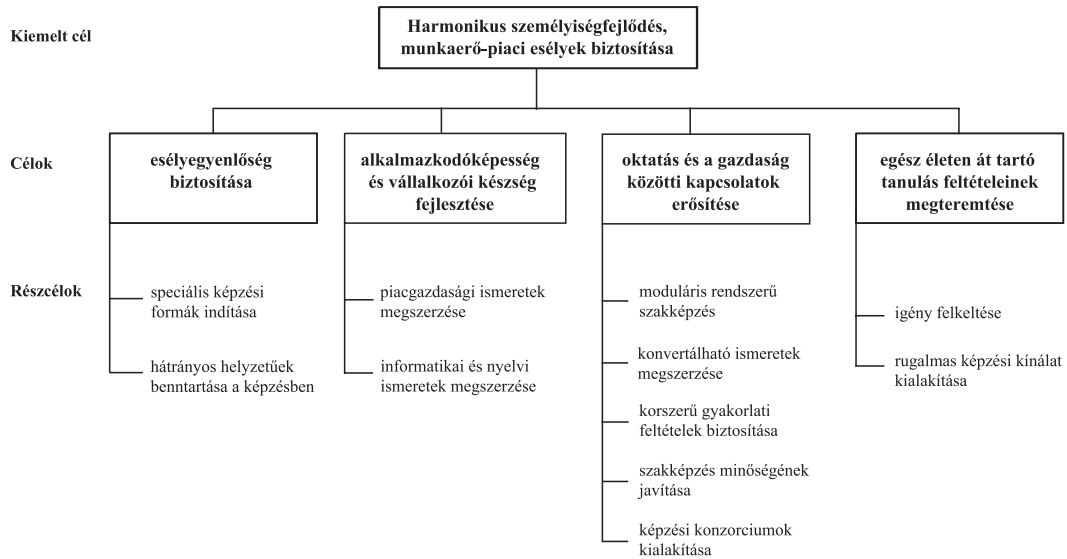 Kiemelt cél
Harmonikus személyiségfejlődés,
munkaerő-piaci esélyek biztosítása
Célok
esélyegyenlőség
biztosítása
alkalmazkodóképesség
és vállalkozói készség
fejlesztése
oktatás és a gazdaság
közötti kapcsolatok
erősítése
egész életen át tartó
tanulás feltételeinek
megteremtése
Részcélok
speciális képzési
formák indítása
hátrányos helyzetűek
benntartása a képzésben
piacgazdasági ismeretek
megszerzése
informatikai és nyelvi
ismeretek megszerzése
moduláris rendszerű
szakképzés
konvertálható ismeretek
megszerzése
korszerű gyakorlati
feltételek biztosítása
szakképzés minőségének
javítása
képzési konzorciumok
kialakítása
igény felkeltése
rugalmas képzési kínálat
kialakítása